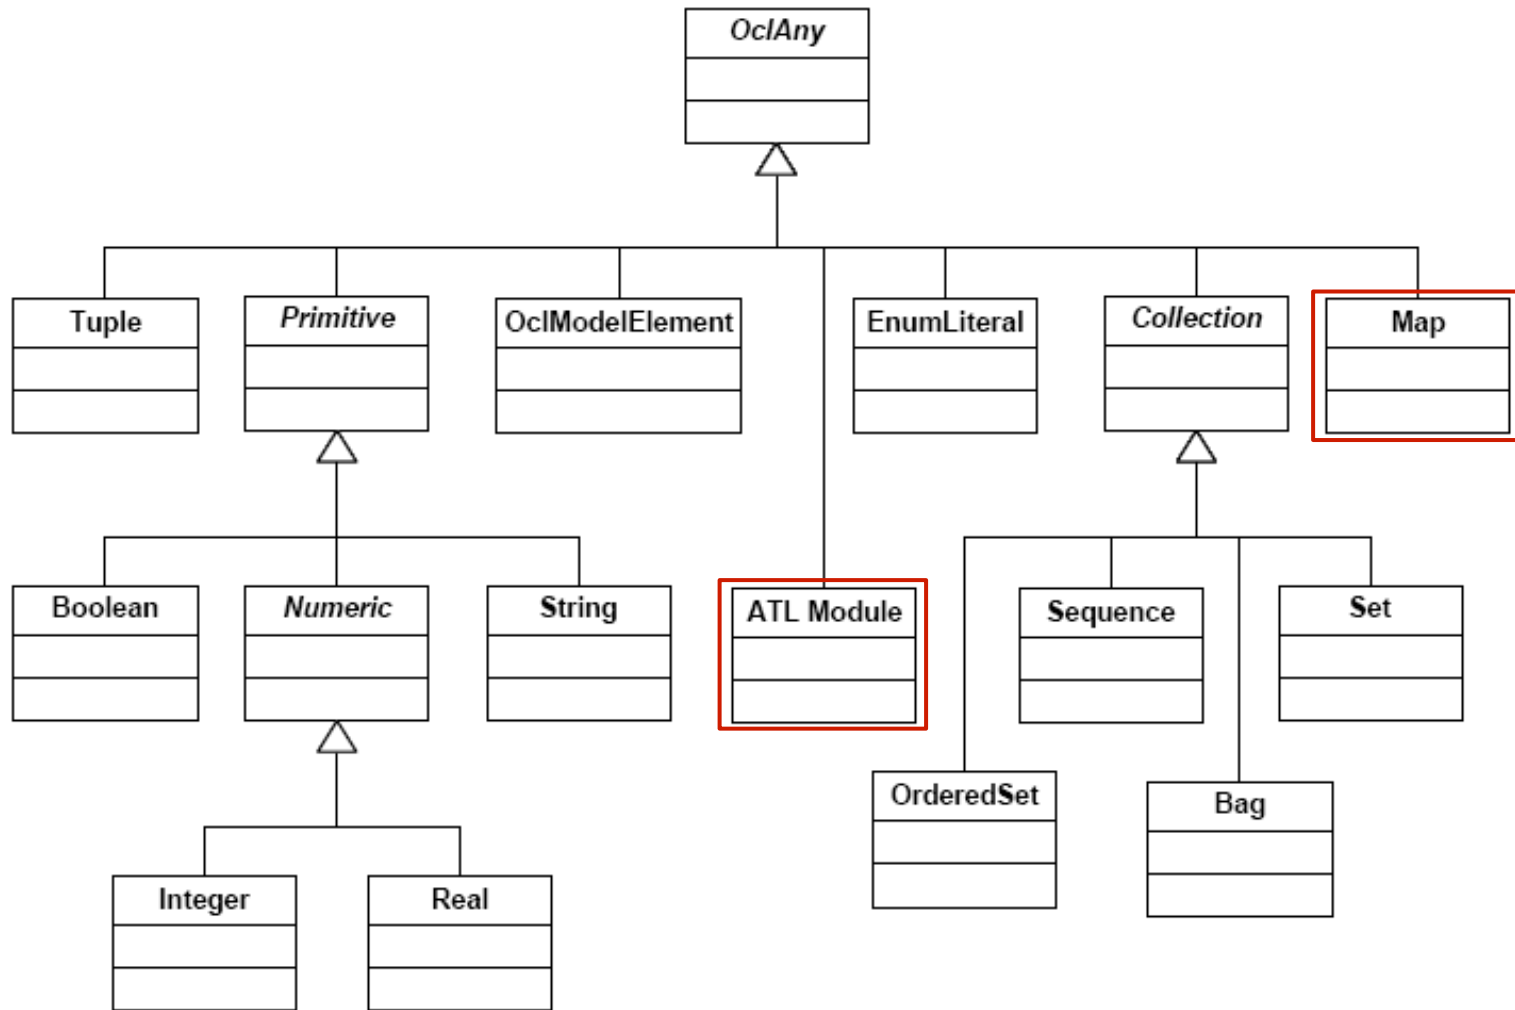 OclAny
Tuple
Primitive
OclModelElement
EnumLiteral
Collection
Map
Boolean
Numeric
String
ATL Module
Sequence
Set
OrderedSet
Bag
Integer
Real